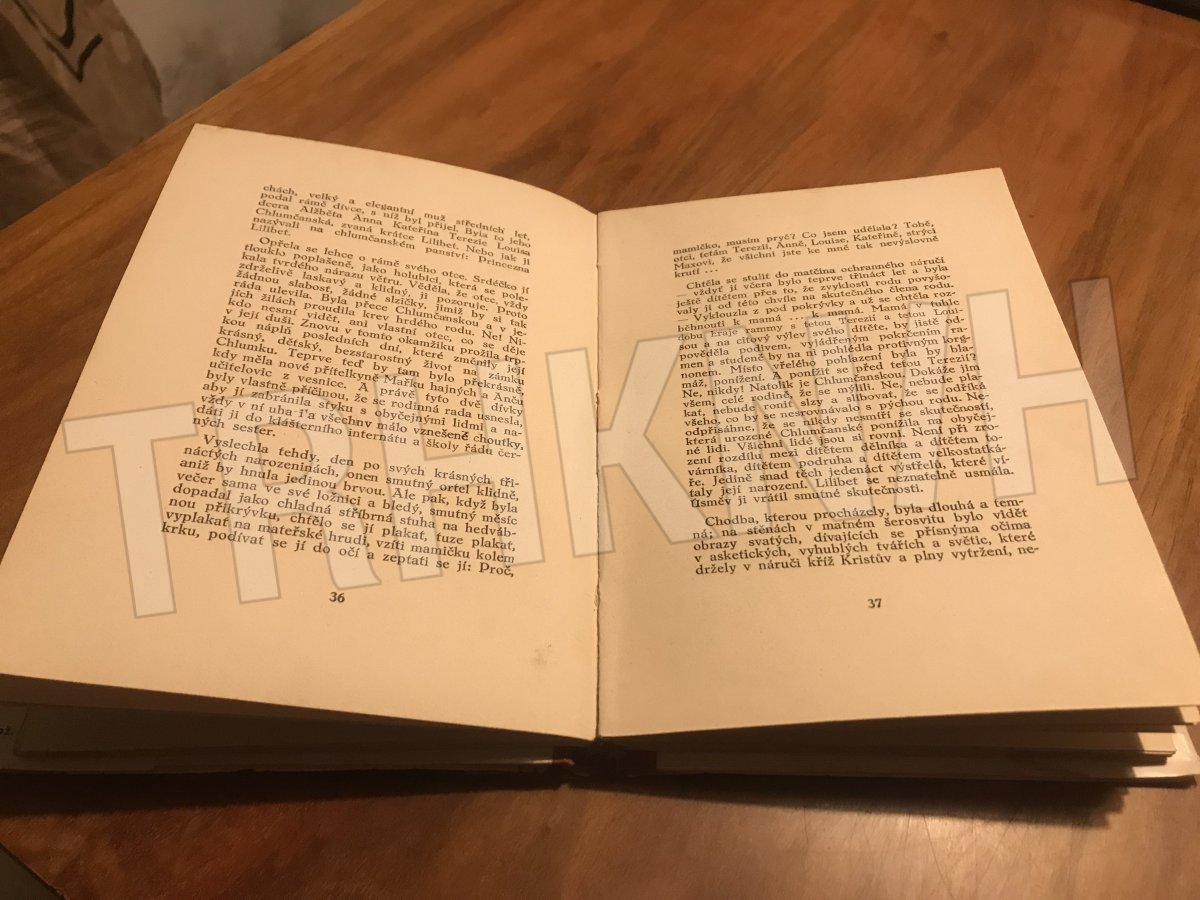 chách, velký a elegantní muž středních let,
podal rámě dívce, s níž byl přijel. Byla to jeho
dcera Alžběta Anna Kateřina Terezie Louisa
Chlumčanská, zvaná krátce Lilibet. Nebo jak ji
nazývali na chlumčanském panství: Princezna
Lilibet.
Opřela se lehce o rámě svého otce. Srdéčko jí
tlouklo poplašeně, jako holubici, která se pole-
kala tvrdého nárazu větru. Věděla, že otec, vždy
zdrželivě laskavý a klidný, ji pozoruje. Proto
žádnou slabost, žádné slzičky, jimiž by si tak
ráda ulevila. Byla přece Chlumčanskou a v je-
jích žilách proudila krev hrdého rodu. Ne! Ni-
kdo nesmí vidět, ani vlastní otec, co se děje
v její duši. Znovu v tomto okamžiku prožila trp-
kou náplň posledních dní, které změnily její
krásný, dětský, bezstarostný život na zámku
Chlumku. Teprve teď by tam bylo překrásně,
kdy měla nové přítelkyně Mařku hajných a Anču
učitelovic z vesnice. A právě tyto dvě dívky
byly vlastně příčinou, že se rodinná rada usnesla,
aby jí zabránila styku s obyčejnými lidmi a na-
vždy v ní uhasila všechny málo vznešené choutky,
dáti ji do klášterního internátu a školy řádu čer-
ných sester.
Vyslechla tehdy, den po svých krásných tři-
náctých narozeninách, onen smutný ortel klidně,
aniž by hnula jedinou brvou. Ale pak, když byla
večer sama ve své ložnici a bledý, smutný měsíc
dopadal jako chladná stříbrná stuha na hedváb-
nou přikrývku, chtělo se jí plakat, tuze plakat,
vyplakat na mateřské hrudi, vzíti mamičku kolem
krku, podívat se jí do očí a zeptati se jí: Proč,
36
mamičko, musím pryč? Co jsem udělala? Tobě,
otci, tetám Terezii, Anně, Louise, Kateřině, strýci
Maxovi, že všichni jste ke mně tak nevýslovně
krutí ...
Chtěla se stulit do matčina ochranného náručí
— vždyť jí včera bylo teprve třináct let a byla
ještě dítětem přes to, že zvyklosti rodu povyšo-
valy ji od této chvíle na skutečného člena rodu.
— Vyklouzla z pod pokrývky a už se chtěla roz-
běhnouti k mamá ... k mamá. Mamá v tuhle
dobu hraje rammy s tetou Terezií a tetou Loui-
sou a na citový výlev svého dítěte, by jistě od-
pověděla podivem, vyjádřeným pokrčením ra-
men a studeně by na ni pohlédla protivným lorg-
nonem. Místo vřelého pohlazení byla by bla-
máž, ponížení. A ponížit se před tetou Terezií?
Ne, nikdy! Natolik je Chlumčanskou. Dokáže jim
všem, celé rodině, že se mýlili. Ne, nebude pla-
kat, nebude ronit slzy a slibovat, že se odříká
všeho, co by se nesrovnávalo s pýchou rodu. Ne-
odpřisáhne, že se nikdy nesmíří se skutečností,
která urozené Chlumčanské ponížila na obyčej-
né lidi. Všichni lidé jsou si rovni. Není při zro-
zení rozdílu mezi dítětem dělníka a dítětem to-
várníka, dítětem podruha a dítětem velkostatká-
ře. Jedině snad těch jedenáct výstřelů, které ví-
taly její narození. Lilibet se neznatelně usmála.
Úsměv jí vrátil smutné skutečnosti.
Chodba, kterou procházely, byla dlouhá a tem-
ná; na stěnách v matném šerosvitu bylo vidět
obrazy svatých, dívajících se přísnýma očima
v asketických, vyhublých tvářích a světic, které
držely v náručí kříž Kristův a plny vytržení, ne-
37
TRHKNIH